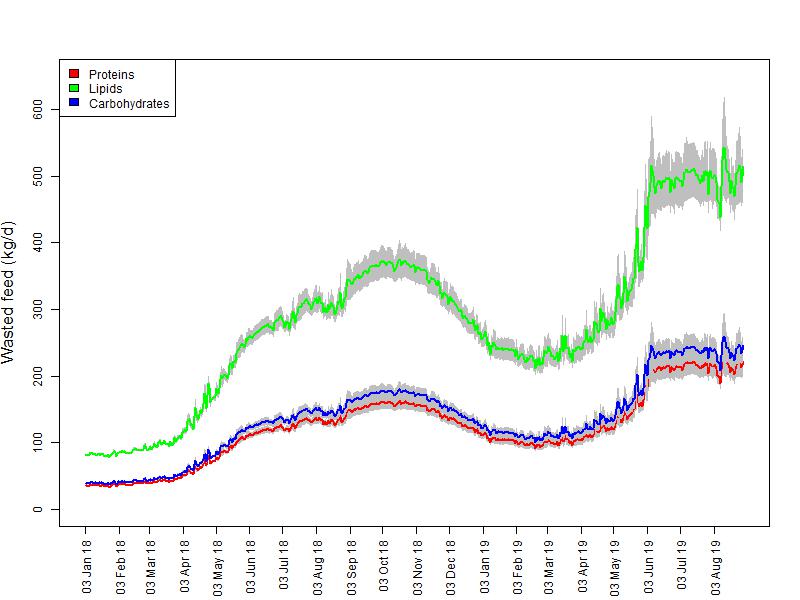 Proteins
Lipids
Carbohydrates
Wasted feed (kg/d)
600
500
400
300
200
100
0
03 Jan 18
03 Feb 18
03 Mar 18
03 Apr 18
03 May 18
03 Jun 18
03 Jul 18
03 Aug 18
03 Sep 18
03 Oct 18
03 Nov 18
03 Dec 18
03 Jan 19
03 Feb 19
03 Mar 19
03 Apr 19
03 May 19
03 Jun 19
03 Jul 19
03 Aug 19